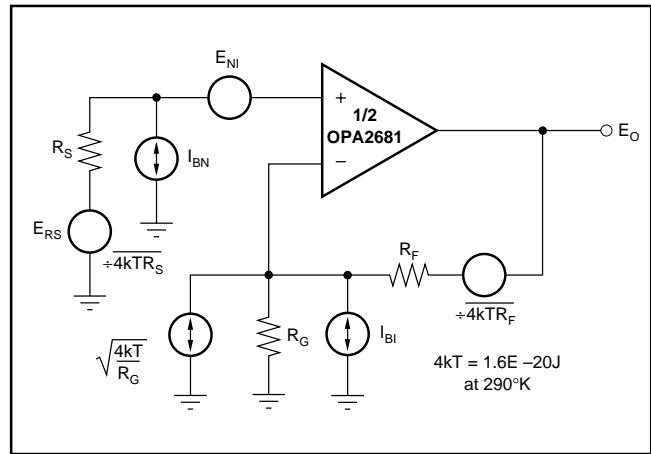 E_NI
+
1/2
OPA2681
−
E_O
R_S
I_BN
E_RS
÷4kTR_S
R_F
÷4kTR_F
√4kT
R_G
R_G
I_BI
4kT = 1.6E –20J
at 290°K